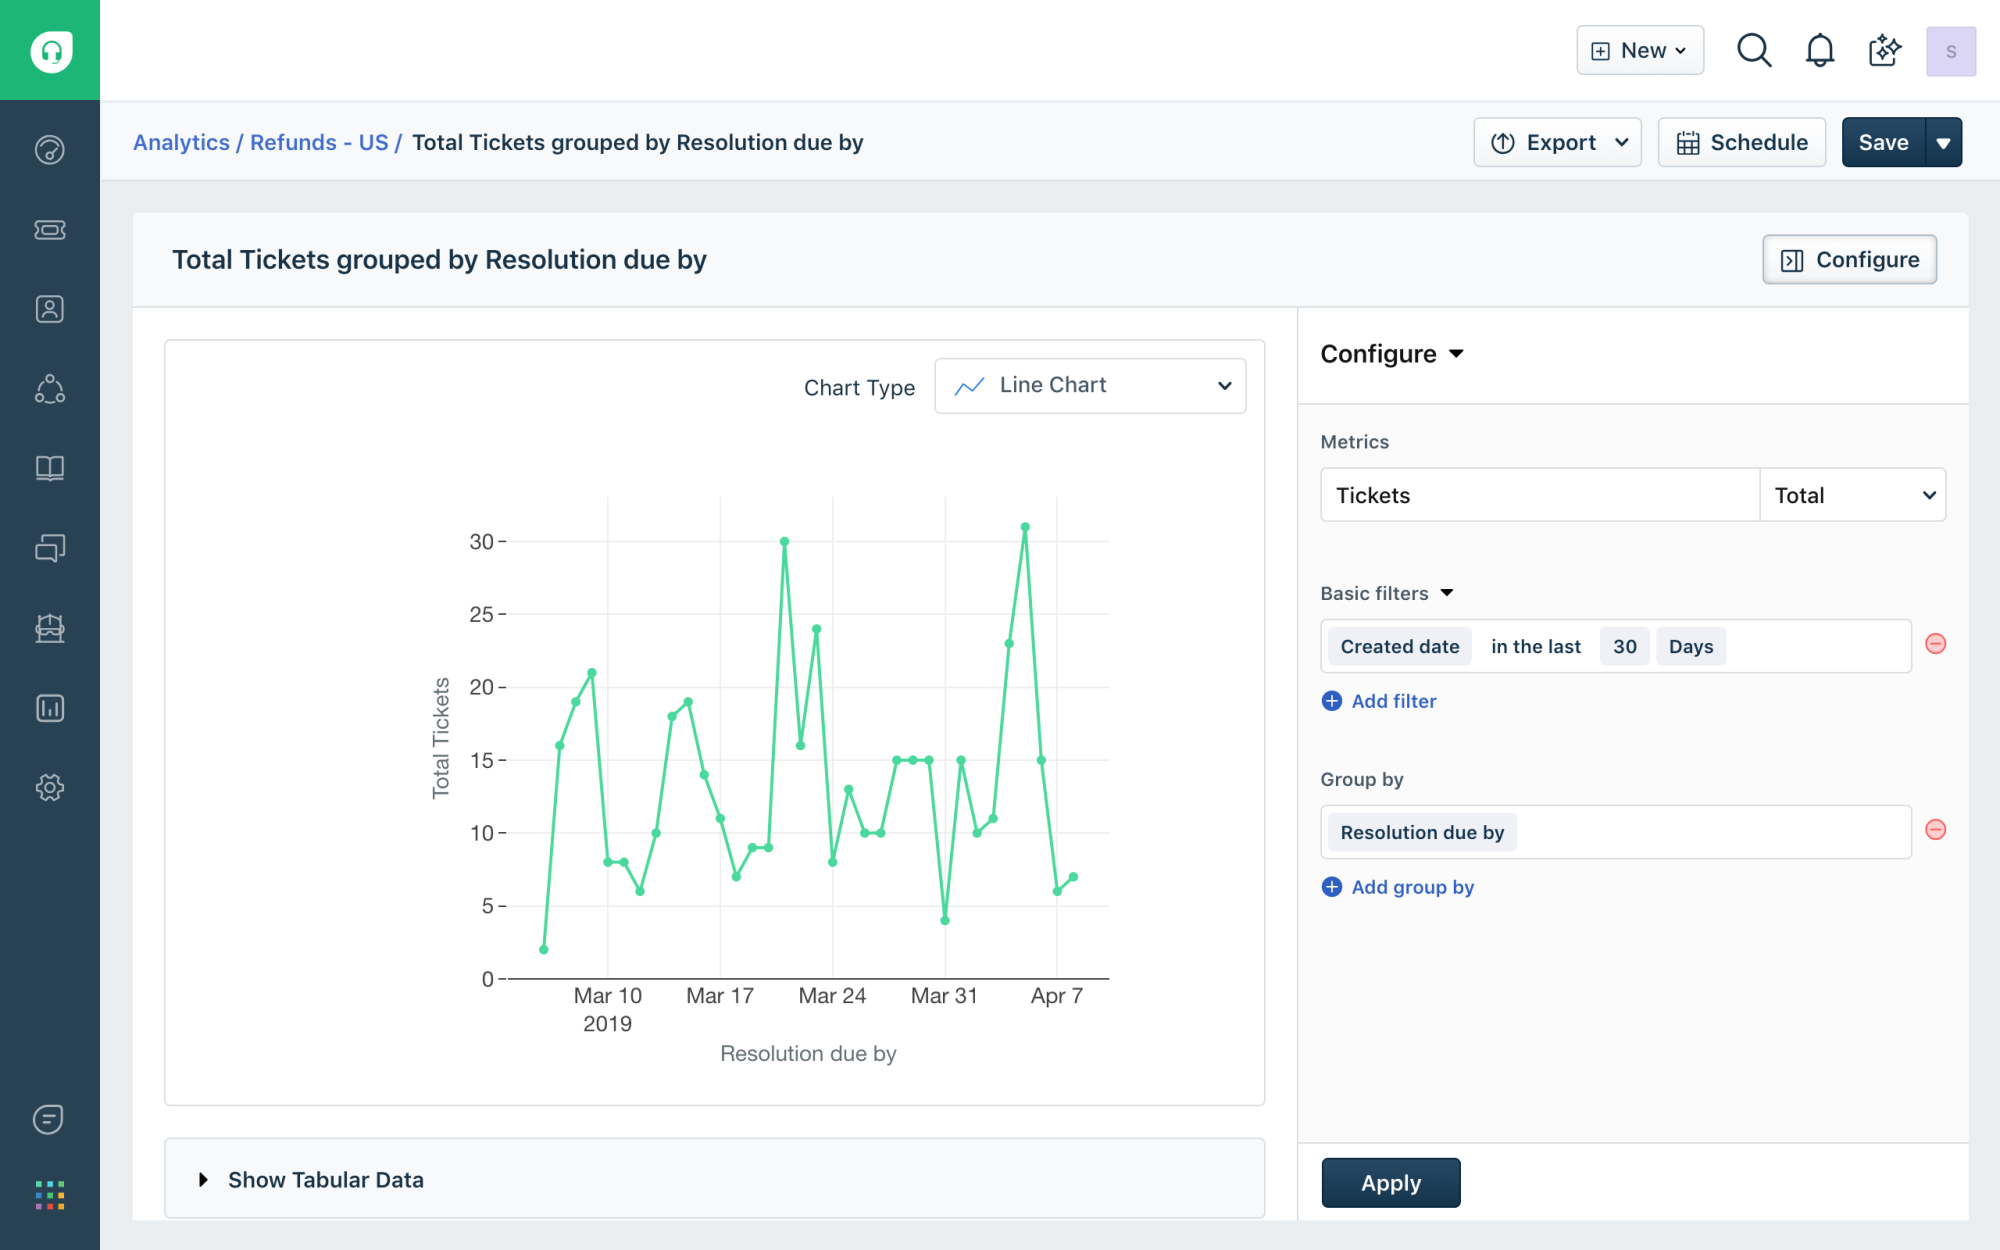 New
S
Analytics / Refunds - US / Total Tickets grouped by Resolution due by
Export
Schedule
Save
Total Tickets grouped by Resolution due by
Configure
Chart Type
Line Chart
Configure
Metrics
Tickets
Total
Basic filters
Created date in the last 30 Days
Add filter
Group by
Resolution due by
Add group by
Apply
Total Tickets
30
25
20
15
10
5
0
Mar 10
2019
Mar 17
Mar 24
Mar 31
Apr 7
Resolution due by
Show Tabular Data